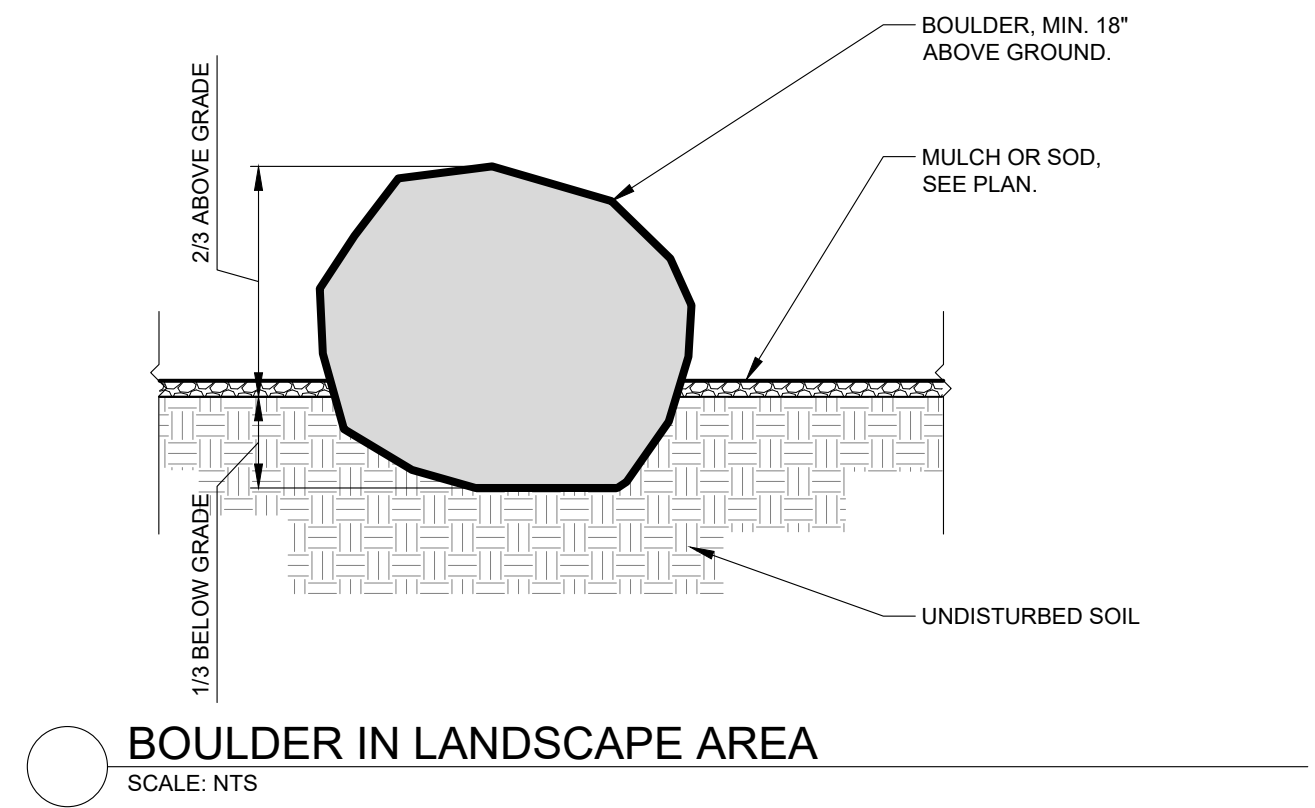 BOULDER, MIN. 18"
ABOVE GROUND.
2/3 ABOVE GRADE
MULCH OR SOD,
SEE PLAN.
1/3 BELOW GRADE
UNDISTURBED SOIL
BOULDER IN LANDSCAPE AREA
SCALE: NTS